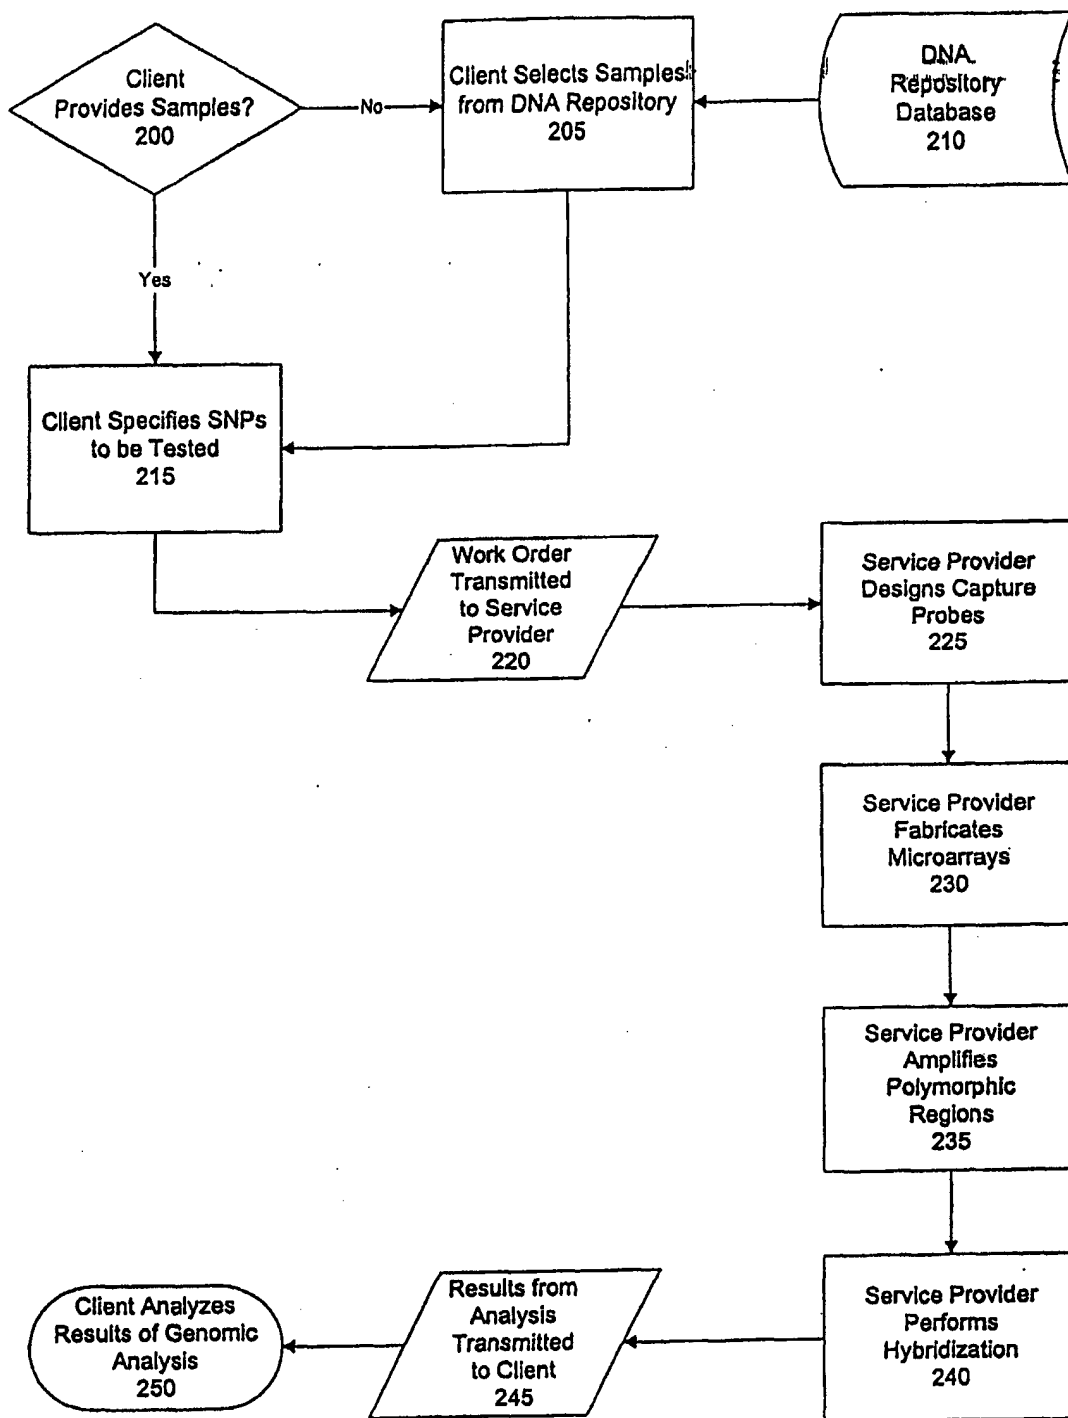 Client
Provides Samples?
200
No
Client Selects Samples
from DNA Repository
205
DNA
Repository
Database
210
Yes
Client Specifies SNPs
to be Tested
215
Work Order
Transmitted
to Service
Provider
220
Service Provider
Designs Capture
Probes
225
Service Provider
Fabricates
Microarrays
230
Service Provider
Amplifies
Polymorphic
Regions
235
Service Provider
Performs
Hybridization
240
Results from
Analysis
Transmitted
to Client
245
Client Analyzes
Results of Genomic
Analysis
250